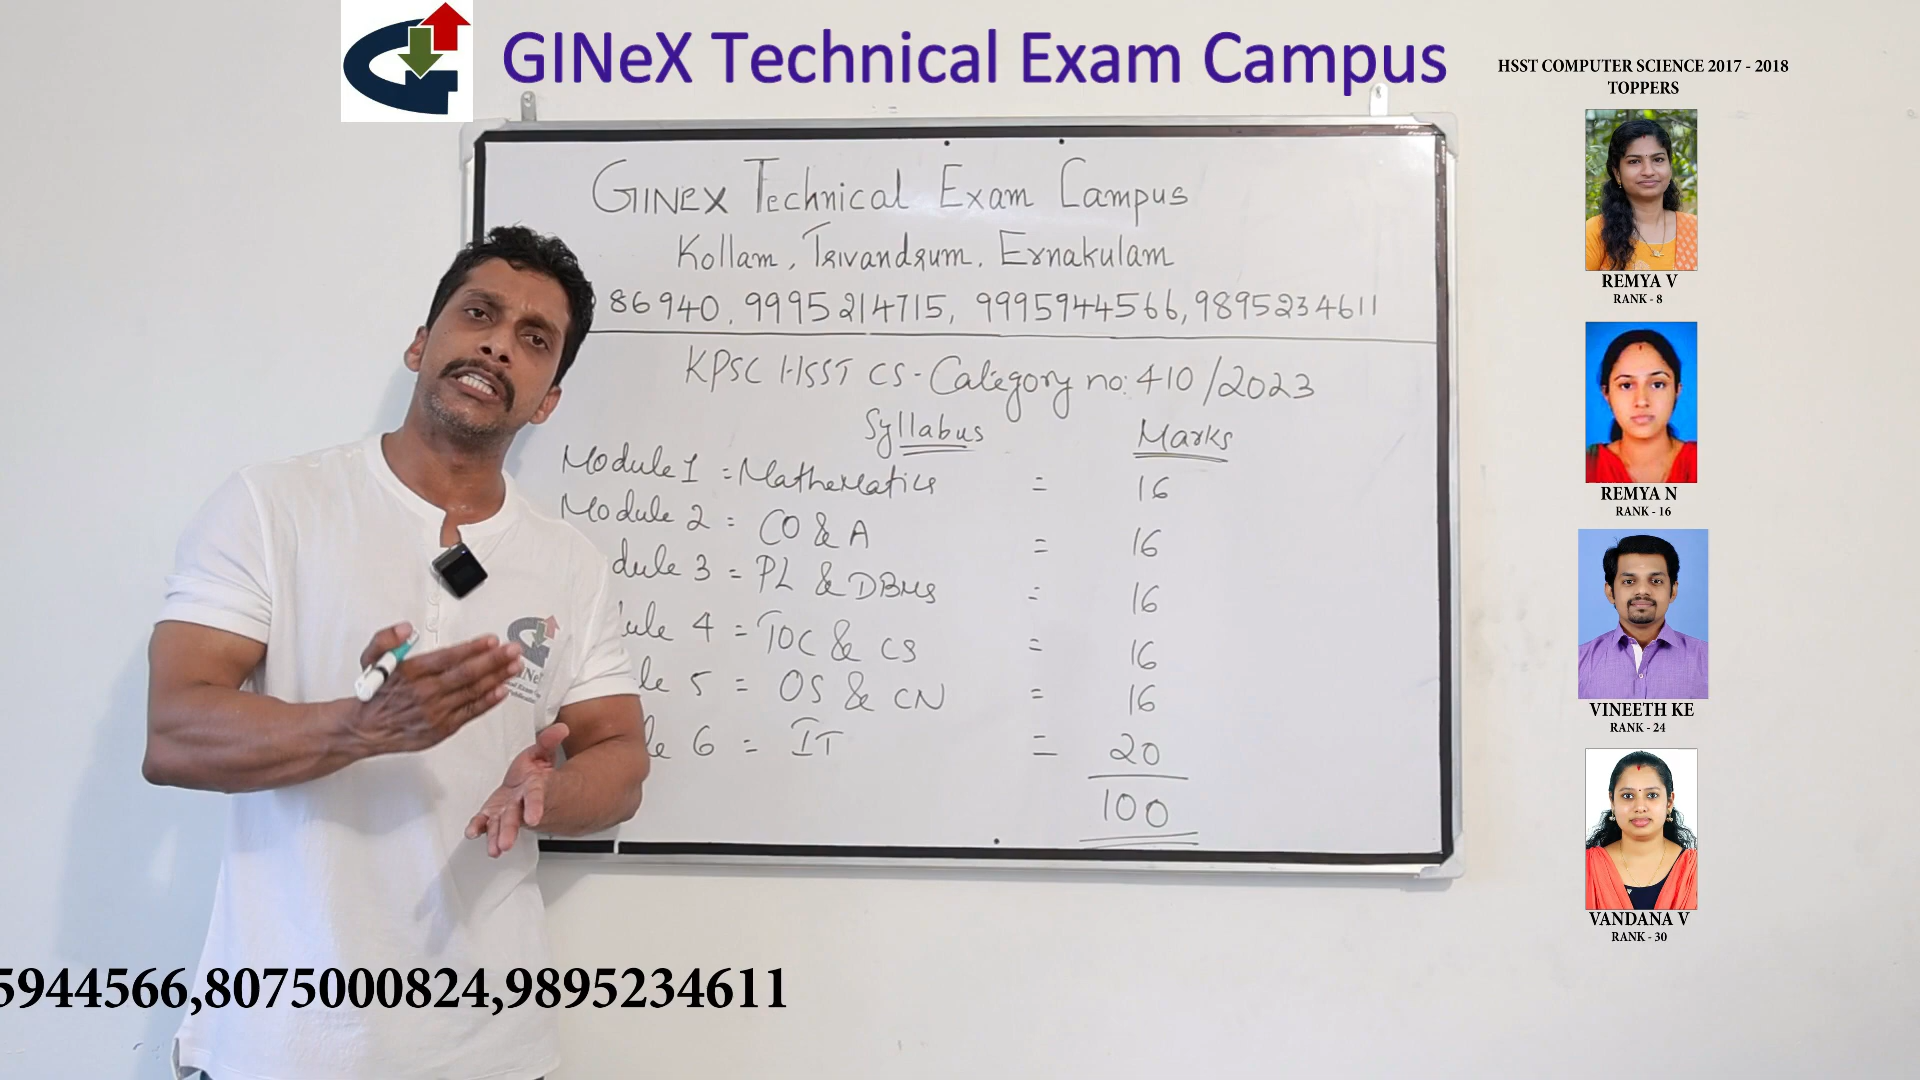 GINeX Technical Exam Campus
HSST COMPUTER SCIENCE 2017 - 2018
TOPPERS
GINeX Technical Exam Campus
Kollam, Trivandrum, Ernakulam
86940, 9995214715, 9995944566, 9895234611
KPSC HSST CS - Category no: 410/2023
Syllabus Marks
Module 1 = Mathematics = 16
Module 2 = CO & A = 16
dule 3 = PL & DBMS = 16
ule 4 = TOC & CS = 16
le 5 = OS & CN = 16
le 6 = IT = 20
100
REMYA V
RANK - 8
REMYA N
RANK - 16
VINEETH KE
RANK - 24
VANDANA V
RANK - 30
5944566,8075000824,9895234611